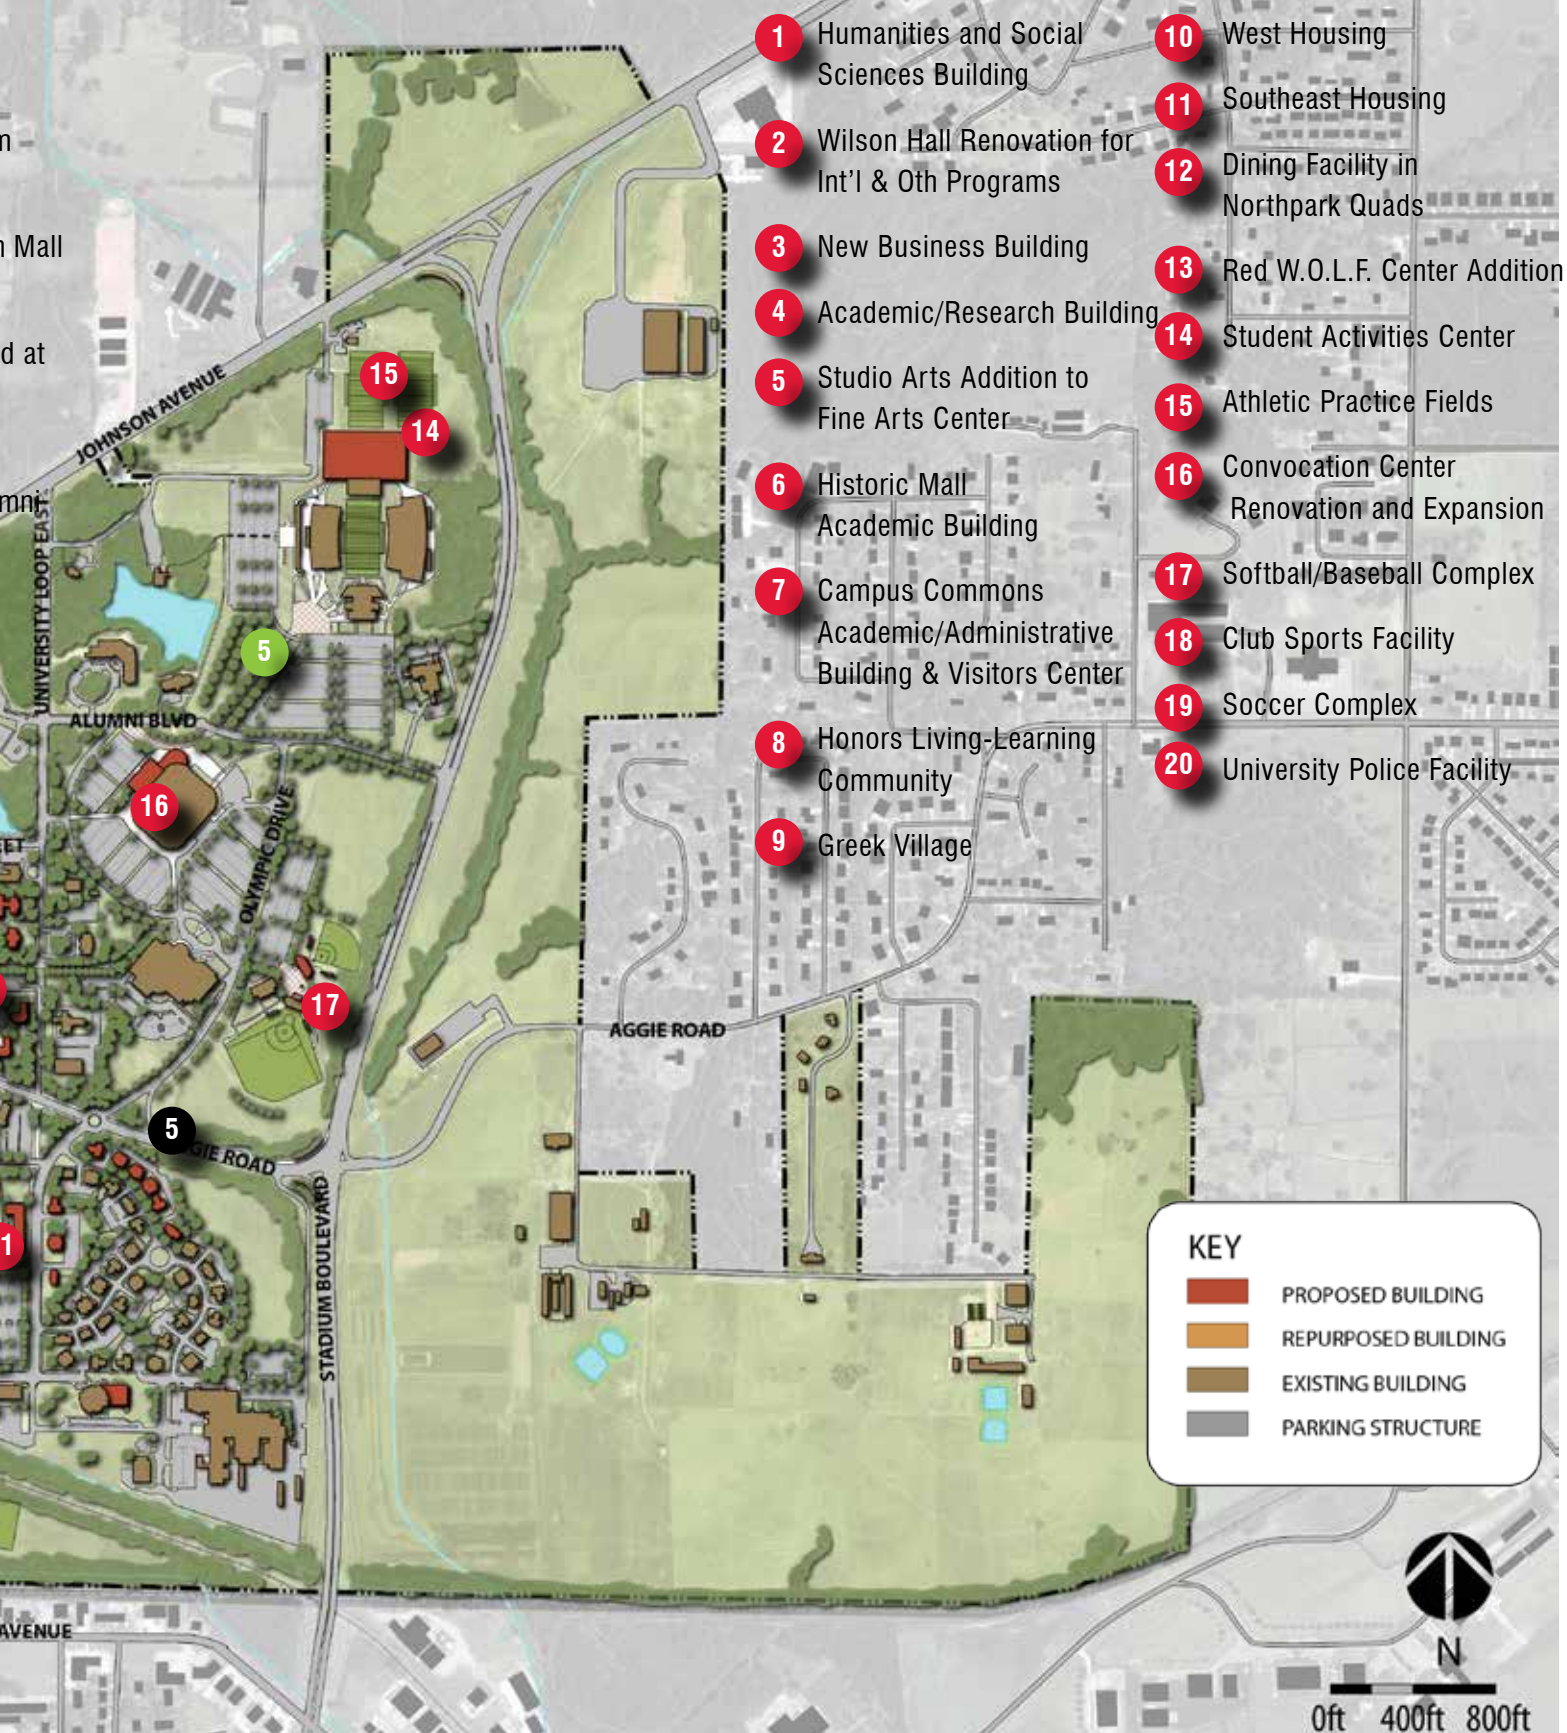 1 Humanities and Social
Sciences Building
2 Wilson Hall Renovation for
Int'l & Oth Programs
3 New Business Building
4 Academic/Research Building
5 Studio Arts Addition to
Fine Arts Center
6 Historic Mall
Academic Building
7 Campus Commons
Academic/Administrative
Building & Visitors Center
8 Honors Living-Learning
Community
9 Greek Village
10 West Housing
11 Southeast Housing
12 Dining Facility in
Northpark Quads
13 Red W.O.L.F. Center Addition
14 Student Activities Center
15 Athletic Practice Fields
16 Convocation Center
Renovation and Expansion
17 Softball/Baseball Complex
18 Club Sports Facility
19 Soccer Complex
20 University Police Facility
n Mall
d at
mni
JOHNSON AVENUE
15
14
UNIVERSITY LOOP EAST
5
ALUMNI BLVD
16
OLYMPIC DRIVE
EET
17
AGGIE ROAD
5
GIE ROAD
STADIUM BOULEVARD
1
AVENUE
KEY
PROPOSED BUILDING
REPURPOSED BUILDING
EXISTING BUILDING
PARKING STRUCTURE
N
0ft 400ft 800ft